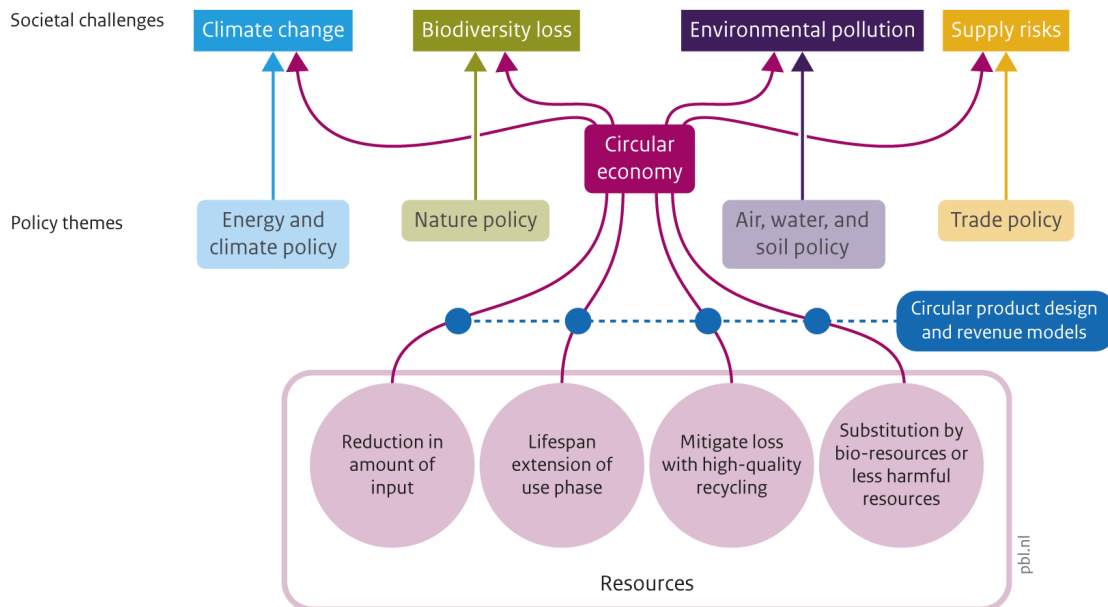 Societal challenges
Climate change
Biodiversity loss
Environmental pollution
Supply risks
Circular
economy
Policy themes
Energy and
climate policy
Nature policy
Air, water, and
soil policy
Trade policy
Circular product design
and revenue models
Reduction in
amount of
input
Lifespan
extension of
use phase
Mitigate loss
with high-quality
recycling
Substitution by
bio-resources or
less harmful
resources
Resources
pbl.nl